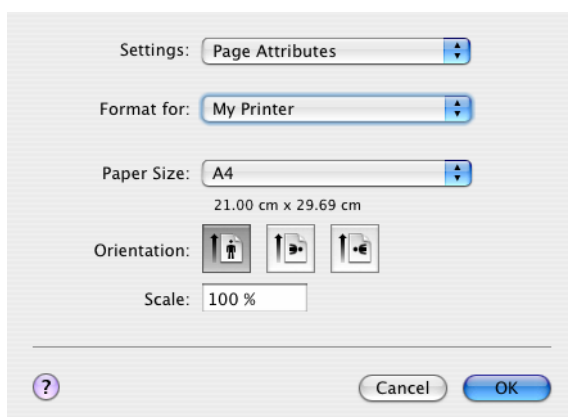 Settings: Page Attributes
Format for: My Printer
Paper Size: A4
21.00 cm x 29.69 cm
Orientation:
Scale: 100 %
? Cancel OK